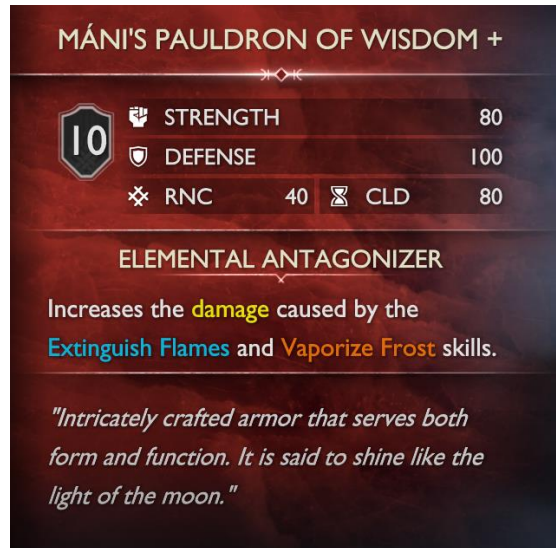 MÁNI'S PAULDRON OF WISDOM +
10
STRENGTH 80
DEFENSE 100
RNC 40 CLD 80
ELEMENTAL ANTAGONIZER
Increases the damage caused by the
Extinguish Flames and Vaporize Frost skills.
"Intricately crafted armor that serves both
form and function. It is said to shine like the
light of the moon."